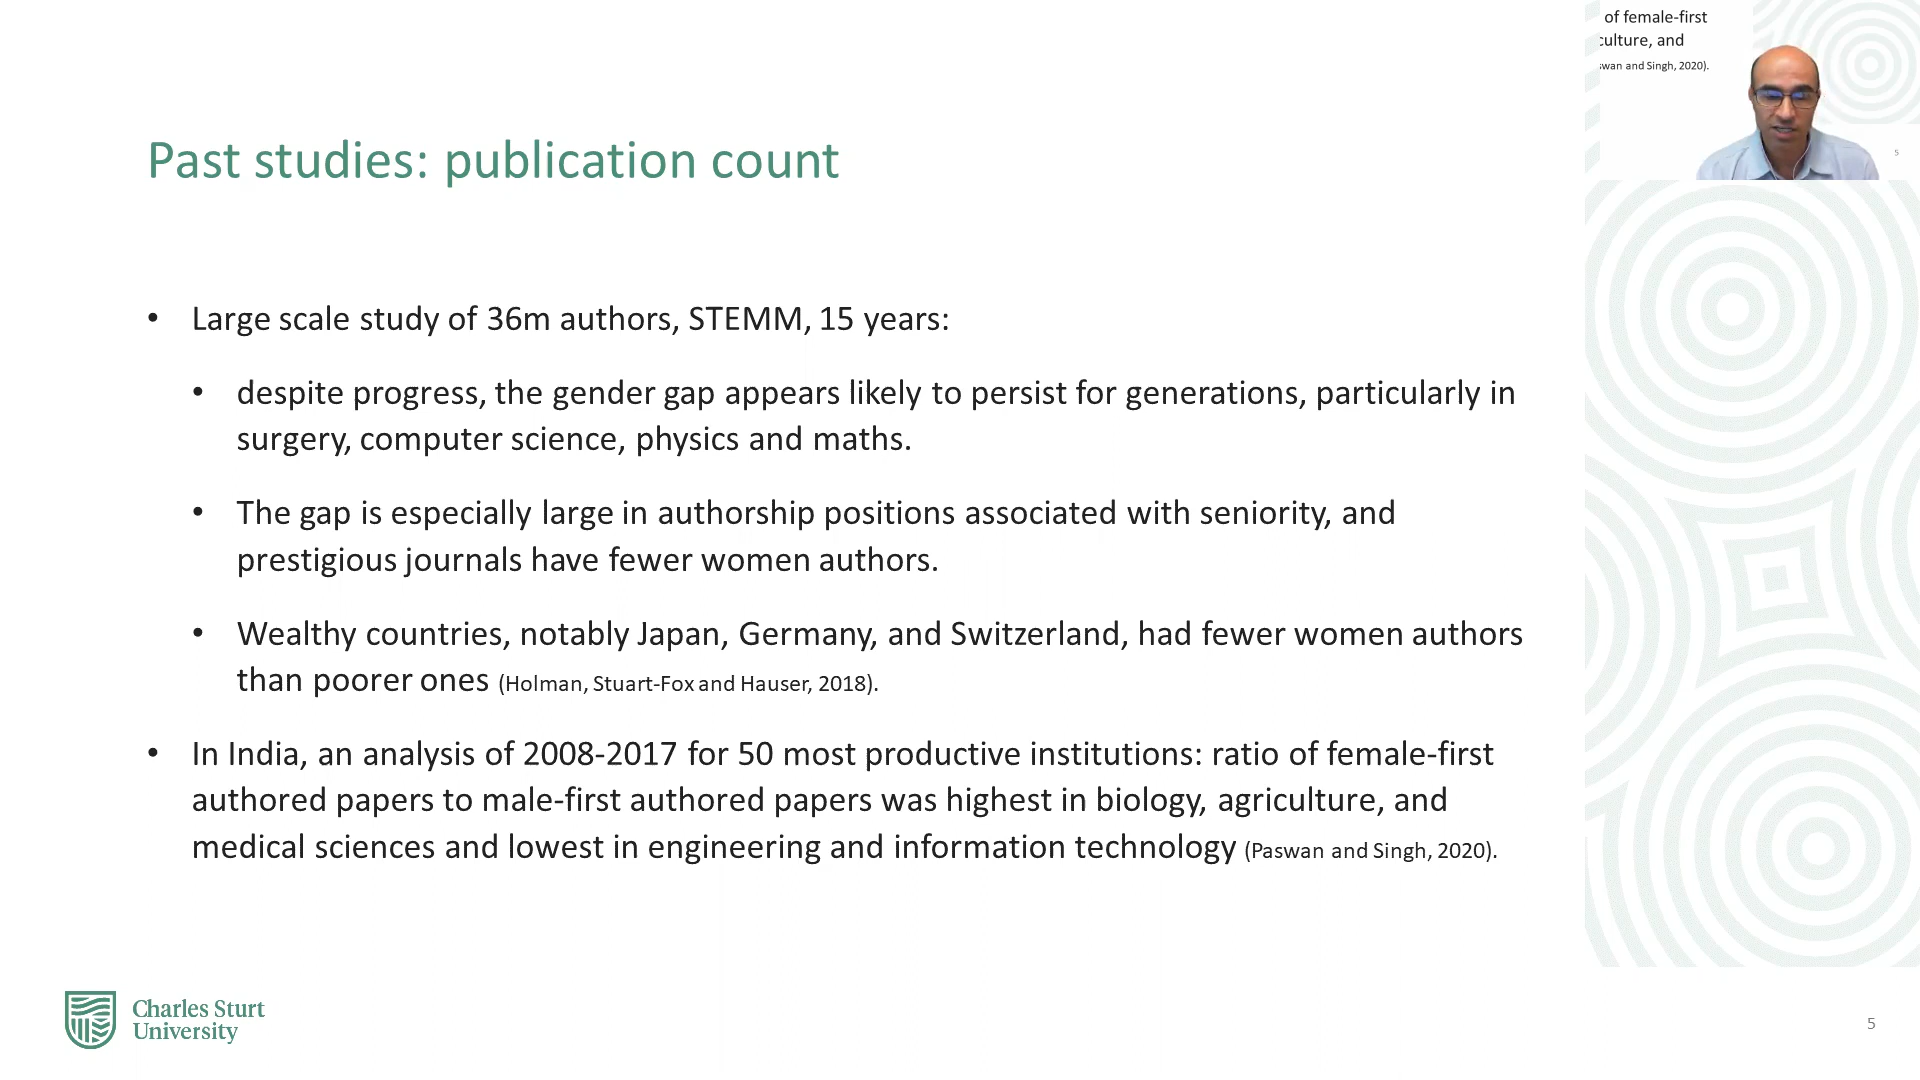 of female-first
culture, and
swan and Singh, 2020).
5
Past studies: publication count
• Large scale study of 36m authors, STEMM, 15 years:
• despite progress, the gender gap appears likely to persist for generations, particularly in
surgery, computer science, physics and maths.
• The gap is especially large in authorship positions associated with seniority, and
prestigious journals have fewer women authors.
• Wealthy countries, notably Japan, Germany, and Switzerland, had fewer women authors
than poorer ones (Holman, Stuart-Fox and Hauser, 2018).
• In India, an analysis of 2008-2017 for 50 most productive institutions: ratio of female-first
authored papers to male-first authored papers was highest in biology, agriculture, and
medical sciences and lowest in engineering and information technology (Paswan and Singh, 2020).
Charles Sturt
University
5